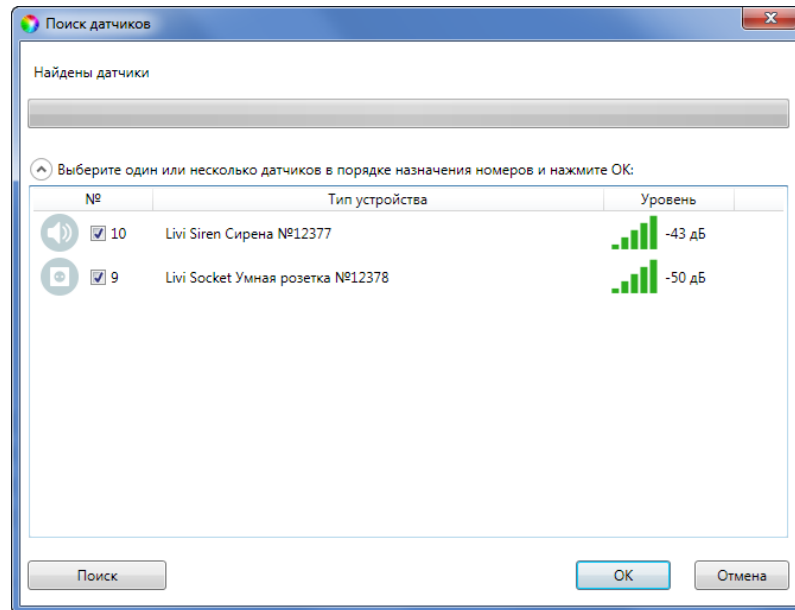 Поиск датчиков
Найдены датчики
Выберите один или несколько датчиков в порядке назначения номеров и нажмите ОК:
№ Тип устройства Уровень
10 Livi Siren Сирена №12377 -43 дБ
9 Livi Socket Умная розетка №12378 -50 дБ
Поиск ОК Отмена